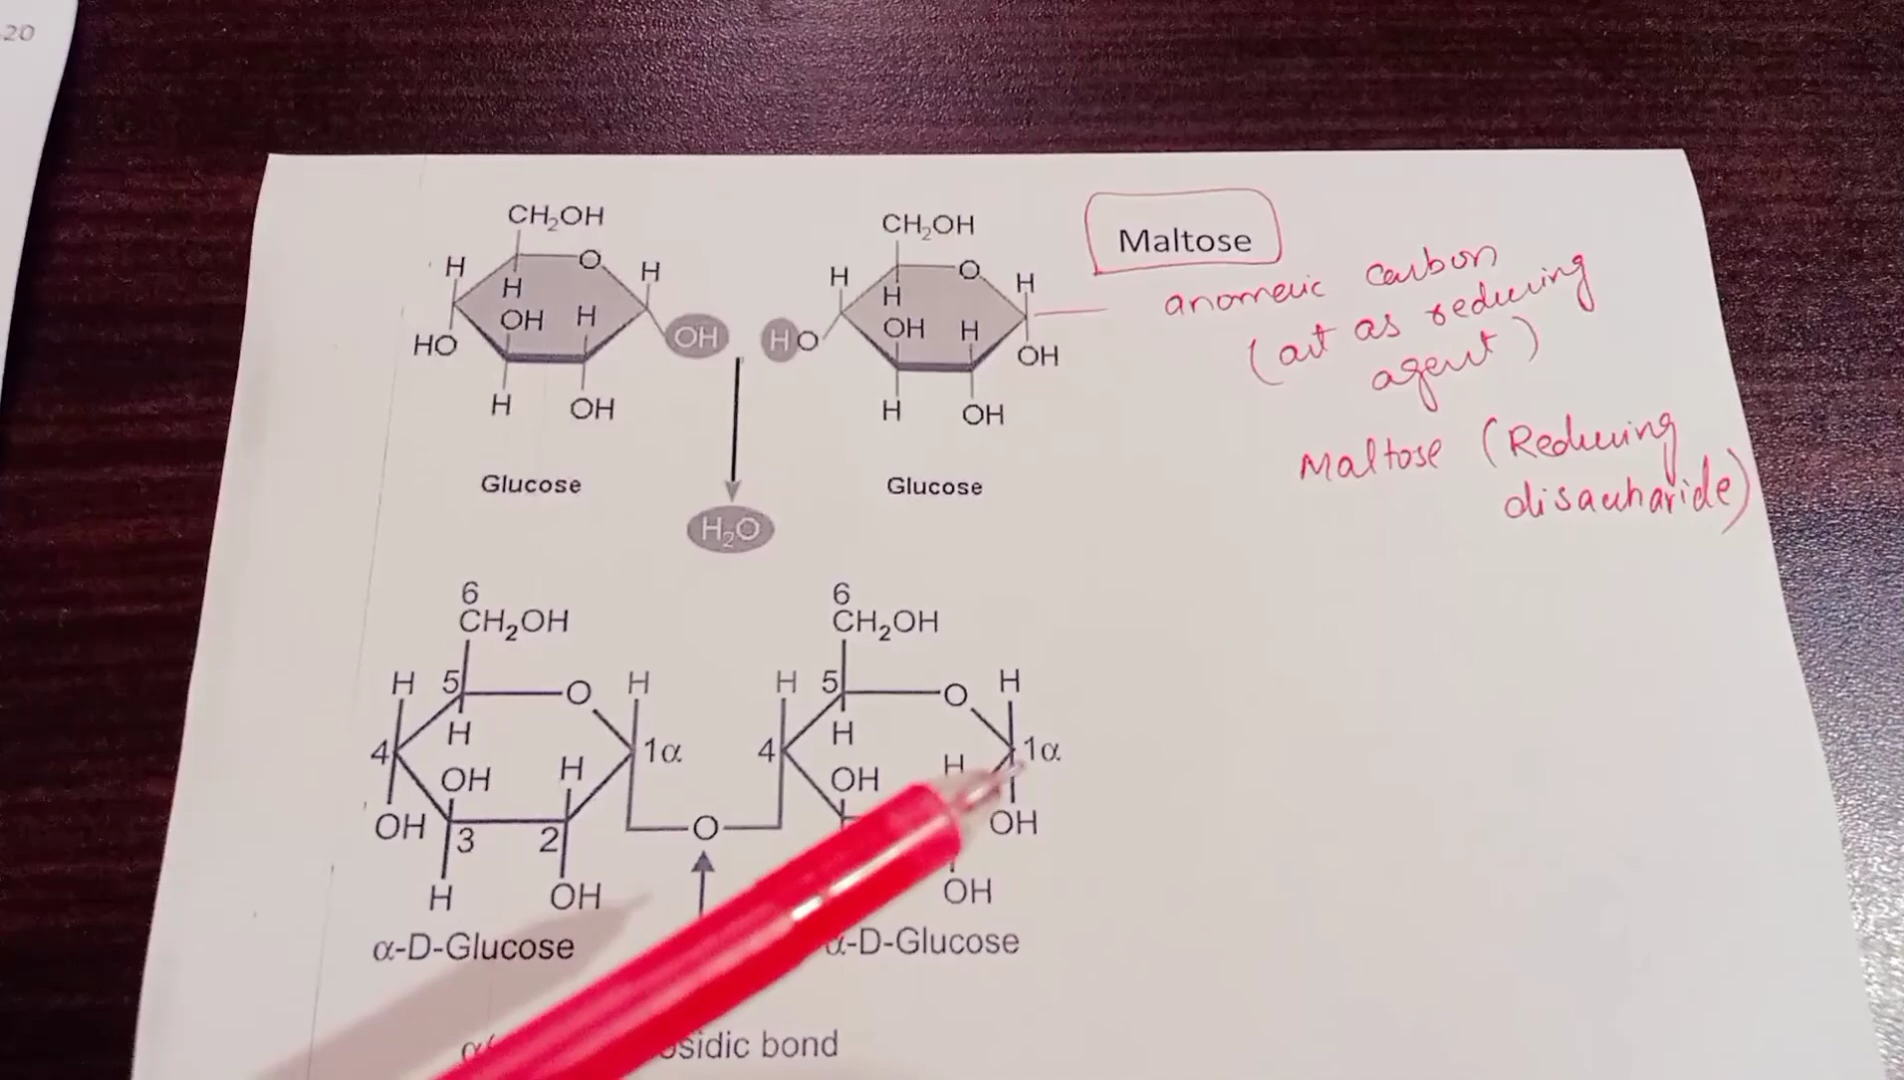 -20
Maltose
anomeric carbon
(act as reducing
agent)
Maltose (Reducing
disaccharide)
CH₂OH
H
O
H
H
OH
H
HO
OH
H
OH
CH₂OH
H
O
H
H
OH
H
HO
OH
H
OH
Glucose
Glucose
H₂O
6
CH₂OH
H 5 O H
H
4 1α
OH H
OH 3 2
H OH
O
6
CH₂OH
H 5 O H
H
4 1α
OH H
OH
OH
α-D-Glucose
α-D-Glucose
bond